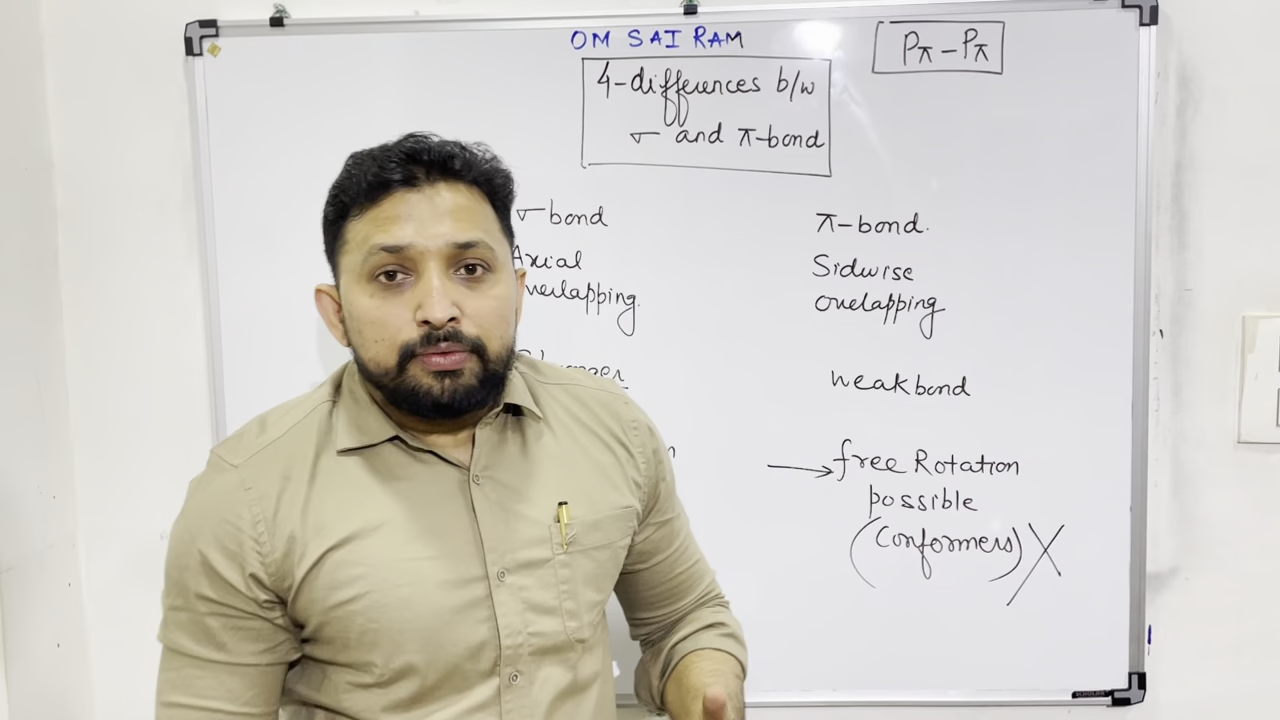 OM SAI RAM
Pπ-Pπ
4-differences b/w
σ and π-bond
σ bond
π-bond.
Axial
Sidwise
overlapping
weak bond
→ free Rotation
possible
(Conformers) X